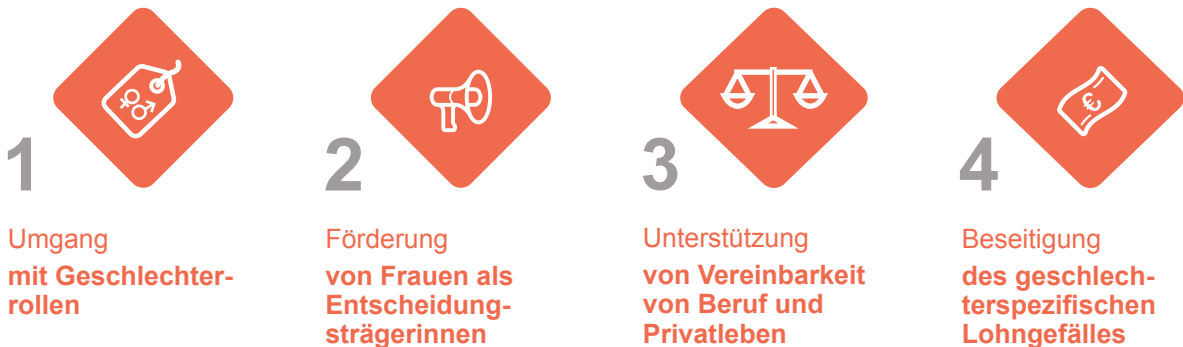 1
Umgang
mit Geschlechter-
rollen
2
Förderung
von Frauen als
Entscheidung-
strägerinnen
3
Unterstützung
von Vereinbarkeit
von Beruf und
Privatleben
4
€
Beseitigung
des geschlech-
terspezifischen
Lohngefälles